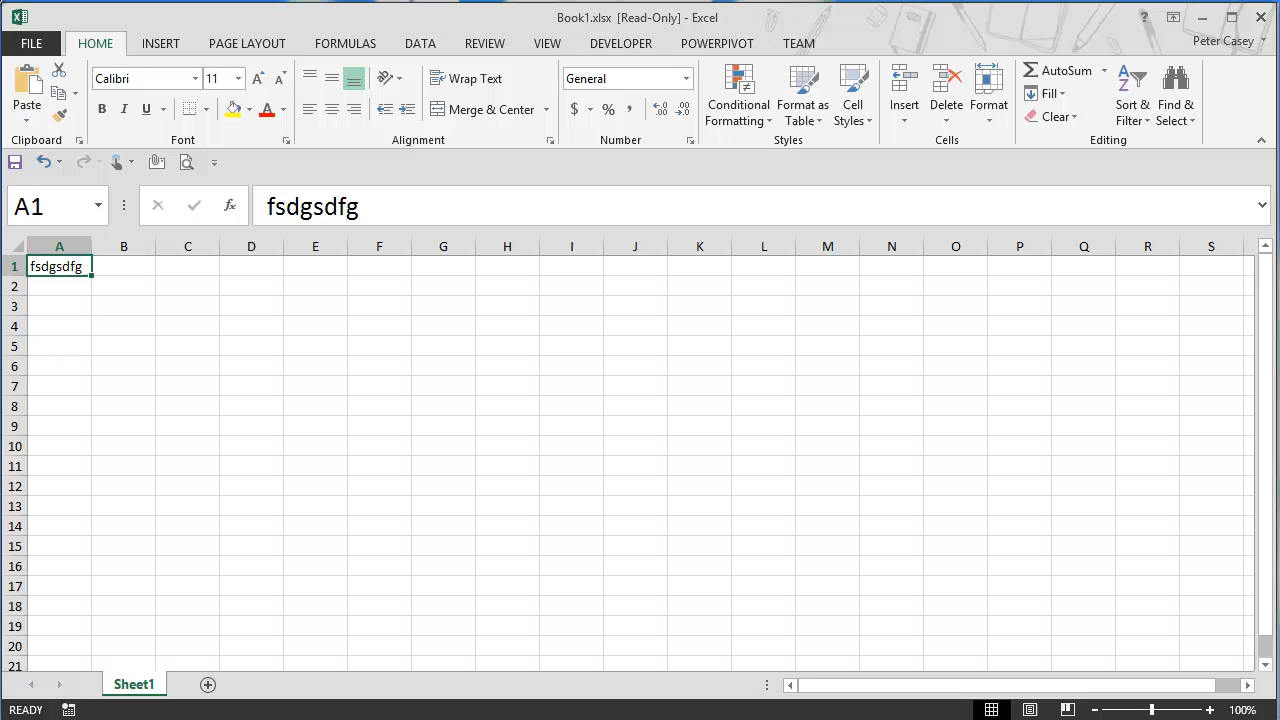 Book1.xlsx [Read-Only] - Excel
?
FILE HOME INSERT PAGE LAYOUT FORMULAS DATA REVIEW VIEW DEVELOPER POWERPIVOT TEAM Peter Casey
Paste
Clipboard
Calibri 11
B I U A
Font
Wrap Text
Merge & Center
Alignment
General
$ % ,
Number
Conditional Formatting
Format as Table
Cell Styles
Styles
Insert
Delete
Format
Cells
AutoSum
Fill
Clear
Sort & Filter
Find & Select
Editing
A1 fx fsdgsdfg
A B C D E F G H I J K L M N O P Q R S
1 fsdgsdfg
2
3
4
5
6
7
8
9
10
11
12
13
14
15
16
17
18
19
20
21
Sheet1
READY 100%